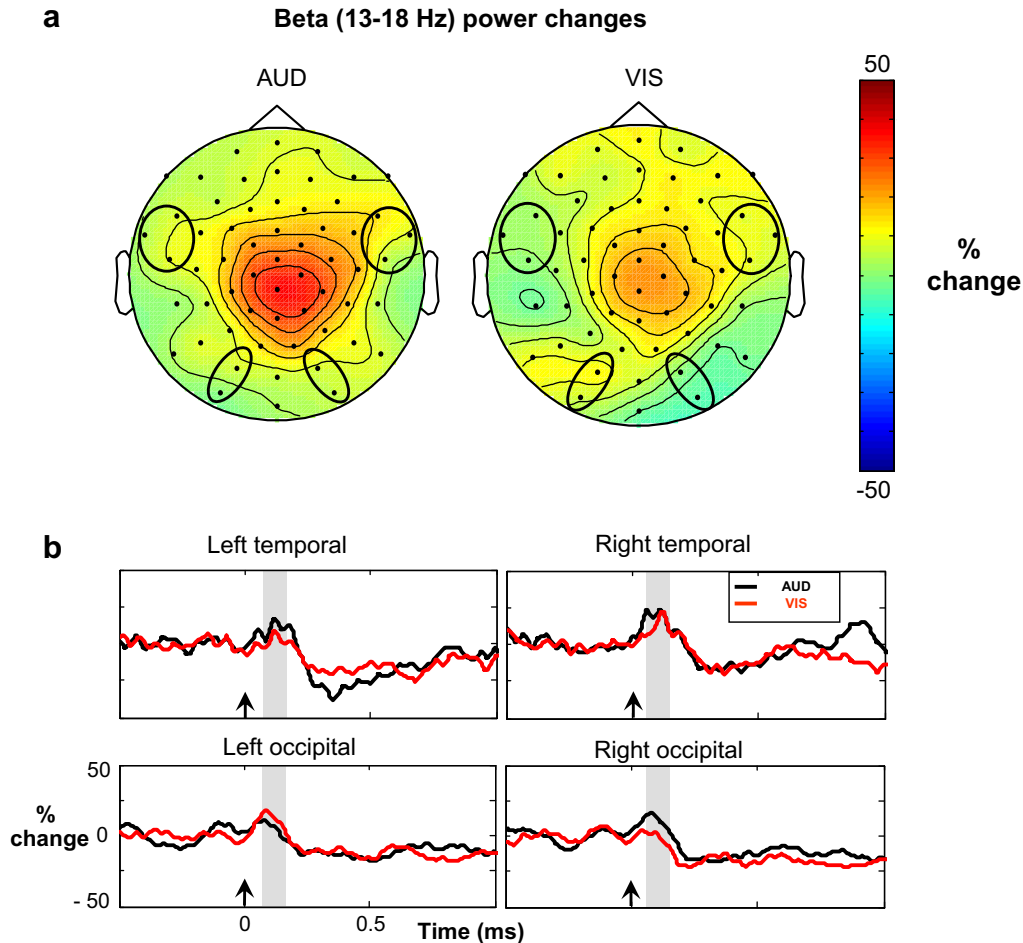 a
Beta (13-18 Hz) power changes
AUD
VIS
50
%
change
-50
b
Left temporal
Right temporal
AUD
VIS
Left occipital
Right occipital
50
%
change
0
- 50
0
0.5
Time (ms)